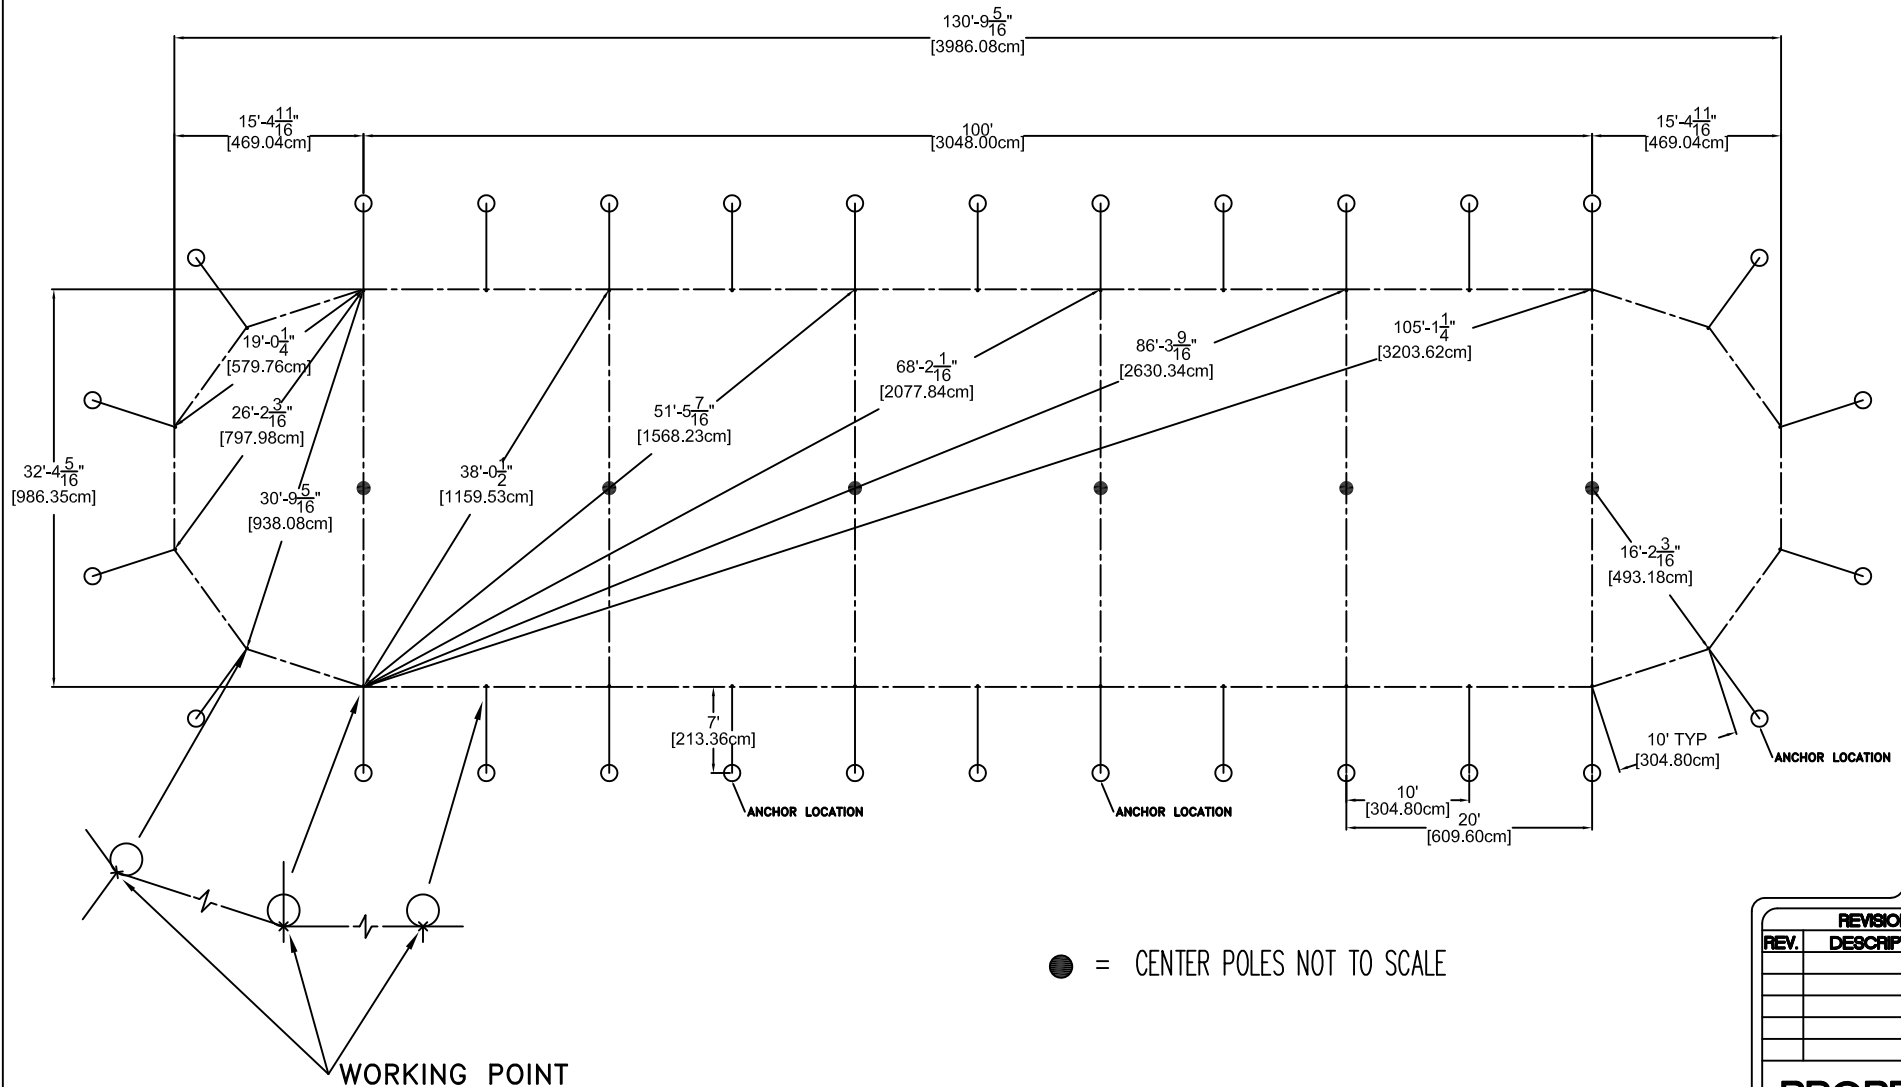 130'-9 5/16"
[3986.08cm]
15'-4 11/16"
[469.04cm]
100'
[3048.00cm]
15'-4 11/16"
[469.04cm]
19'-0 1/4"
[579.76cm]
26'-2 3/16"
[797.98cm]
30'-9 5/16"
[938.08cm]
32'-4 5/16"
[986.35cm]
38'-0 1/2"
[1159.53cm]
51'-5 7/16"
[1568.23cm]
68'-2 1/16"
[2077.84cm]
86'-3 9/16"
[2630.34cm]
105'-1 1/4"
[3203.62cm]
16'-2 3/16"
[493.18cm]
7'
[213.36cm]
10' TYP
[304.80cm]
ANCHOR LOCATION
ANCHOR LOCATION
ANCHOR LOCATION
10'
[304.80cm]
20'
[609.60cm]
= CENTER POLES NOT TO SCALE
WORKING POINT
REVISIO
REV. DESCRIP